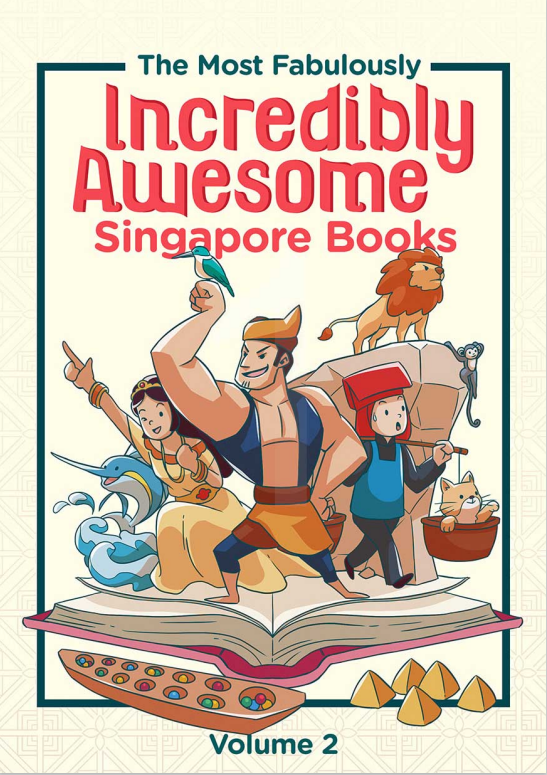 The Most Fabulously
Incredibly
Awesome
Singapore Books
Volume 2